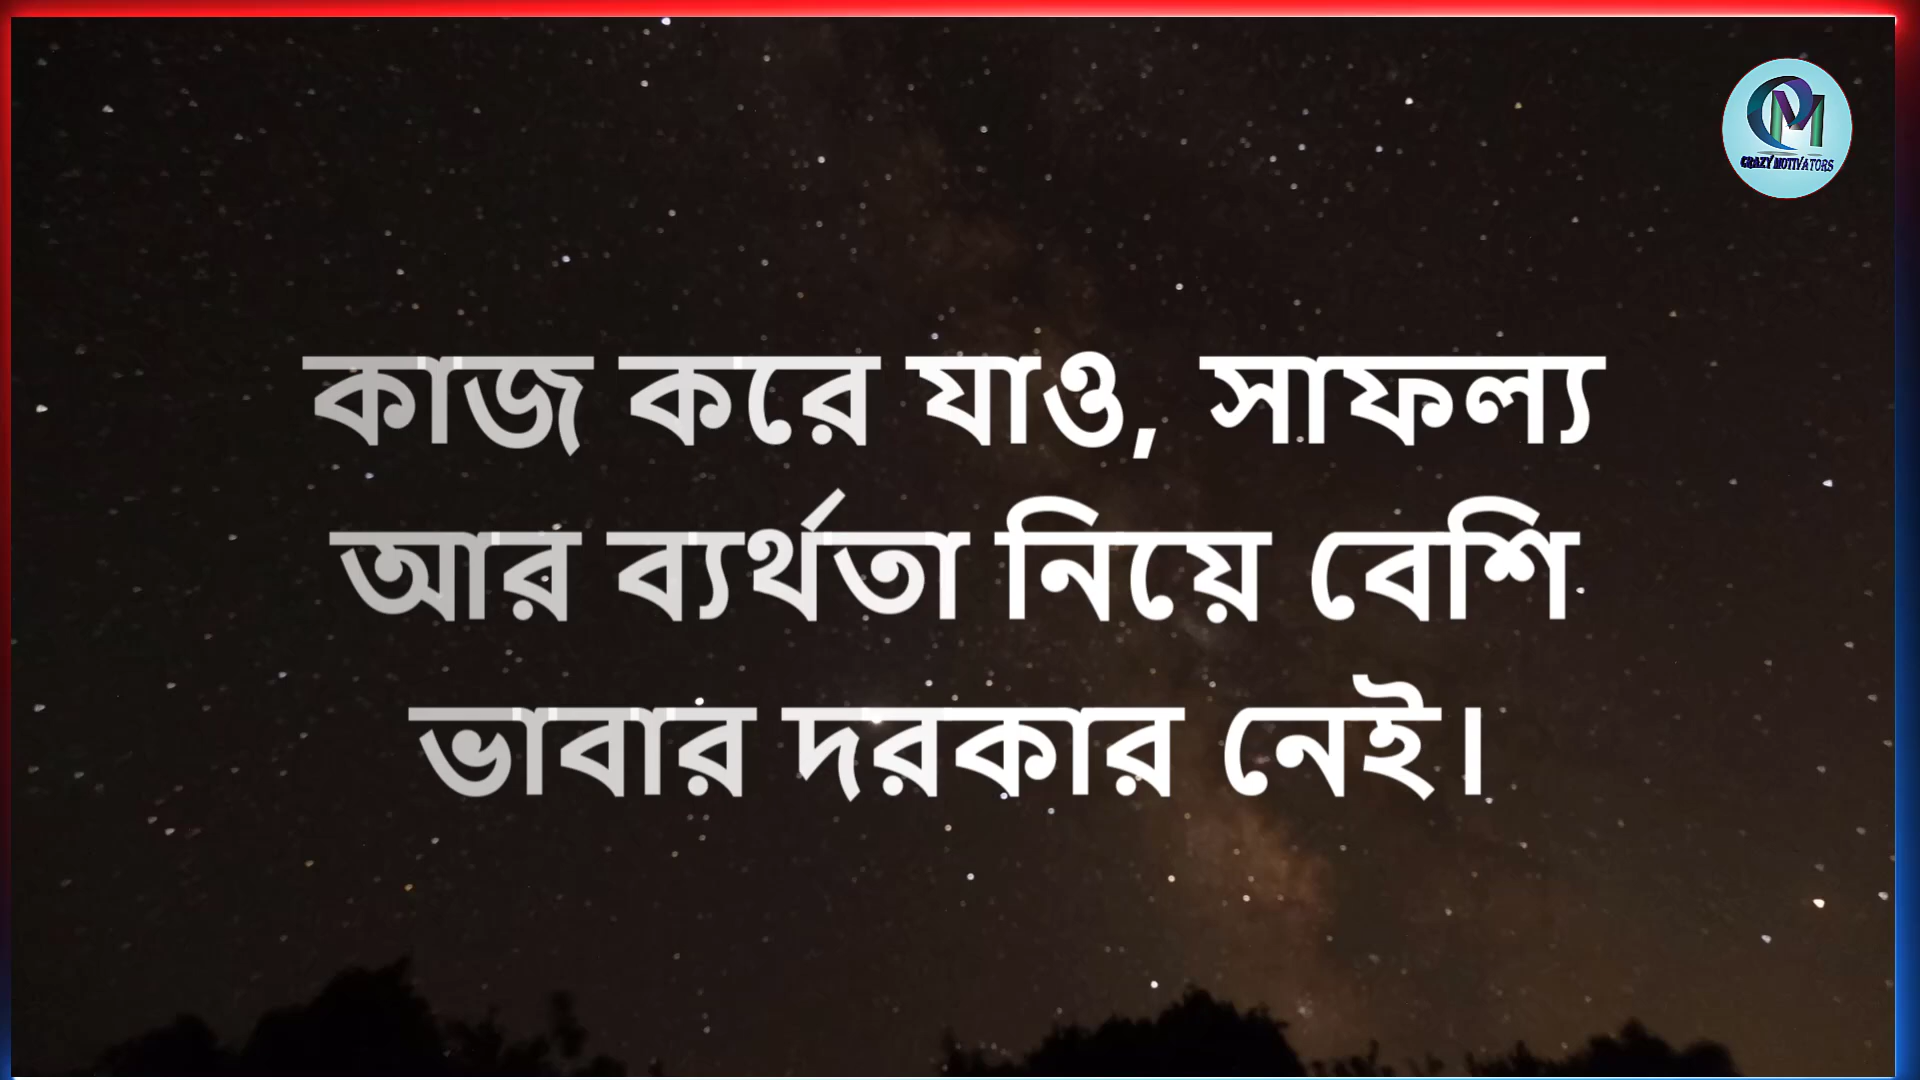 CRAZY MOTIVATORS
কাজ করে যাও, সাফল্য
আর ব্যর্থতা নিয়ে বেশি
ভাবার দরকার নেই।